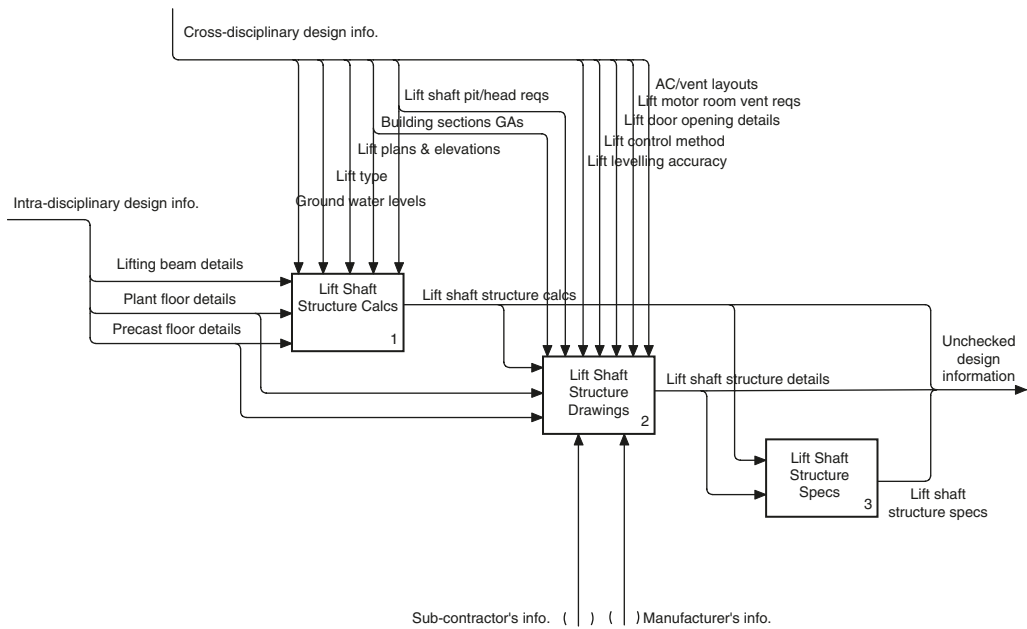 Cross-disciplinary design info.
AC/vent layouts
Lift shaft pit/head reqs
Lift motor room vent reqs
Building sections GAs
Lift door opening details
Lift plans & elevations
Lift control method
Lift levelling accuracy
Lift type
Ground water levels
Intra-disciplinary design info.
Lifting beam details
Plant floor details
Precast floor details
Lift Shaft
Structure Calcs
1
Lift shaft structure calcs
Lift Shaft
Structure
Drawings
2
Lift shaft structure details
Unchecked
design
information
Lift Shaft
Structure
Specs
3
Lift shaft
structure specs
Sub-contractor's info. ( )
( ) Manufacturer's info.